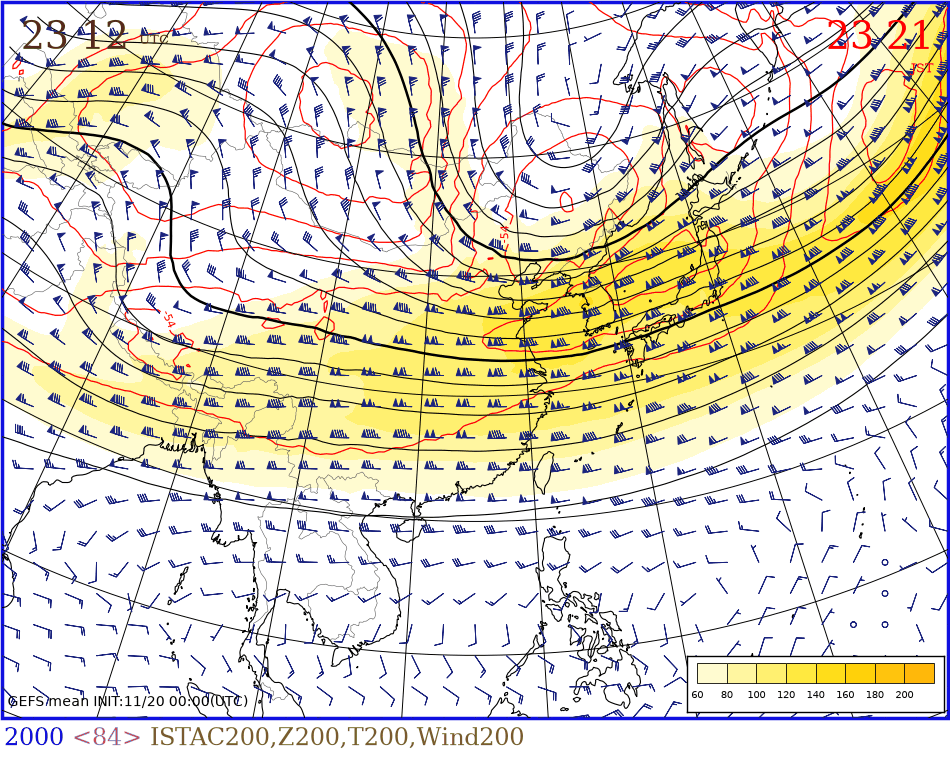 23 12 UTC
23 21
JST
-54
-54
GEFS mean INIT:11/20 00:00(UTC)
60 80 100 120 140 160 180 200
2000 <84> ISTAC200,Z200,T200,Wind200